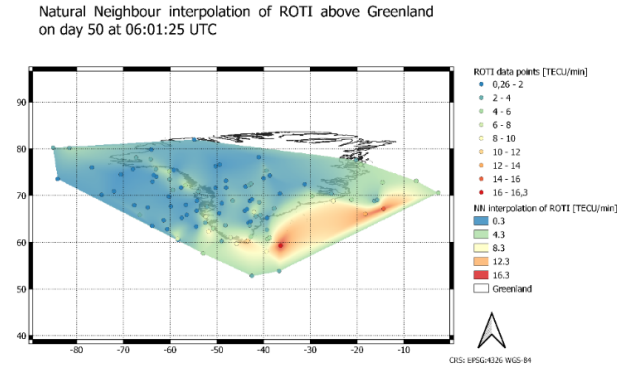 Natural Neighbour interpolation of ROTI above Greenland
on day 50 at 06:01:25 UTC
ROTI data points [TECU/min]
0,26 - 2
2 - 4
4 - 6
6 - 8
8 - 10
10 - 12
12 - 14
14 - 16
16 - 16,3
NN interpolation of ROTI [TECU/min]
0.3
4.3
8.3
12.3
16.3
Greenland
90
80
70
60
50
40
-80 -70 -60 -50 -40 -30 -20 -10
CRS: EPSG:4326 WGS-84